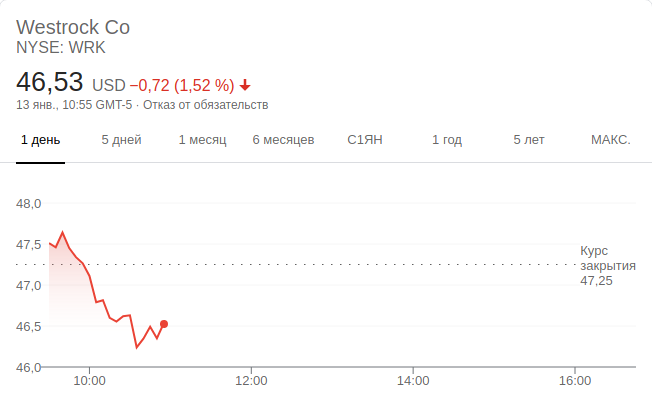 Westrock Co
NYSE: WRK
46,53 USD −0,72 (1,52 %)
13 янв., 10:55 GMT-5 · Отказ от обязательств
1 день 5 дней 1 месяц 6 месяцев С1ЯН 1 год 5 лет МАКС.
48,0
47,5
Курс
закрытия
47,25
47,0
46,5
46,0
10:00 12:00 14:00 16:00